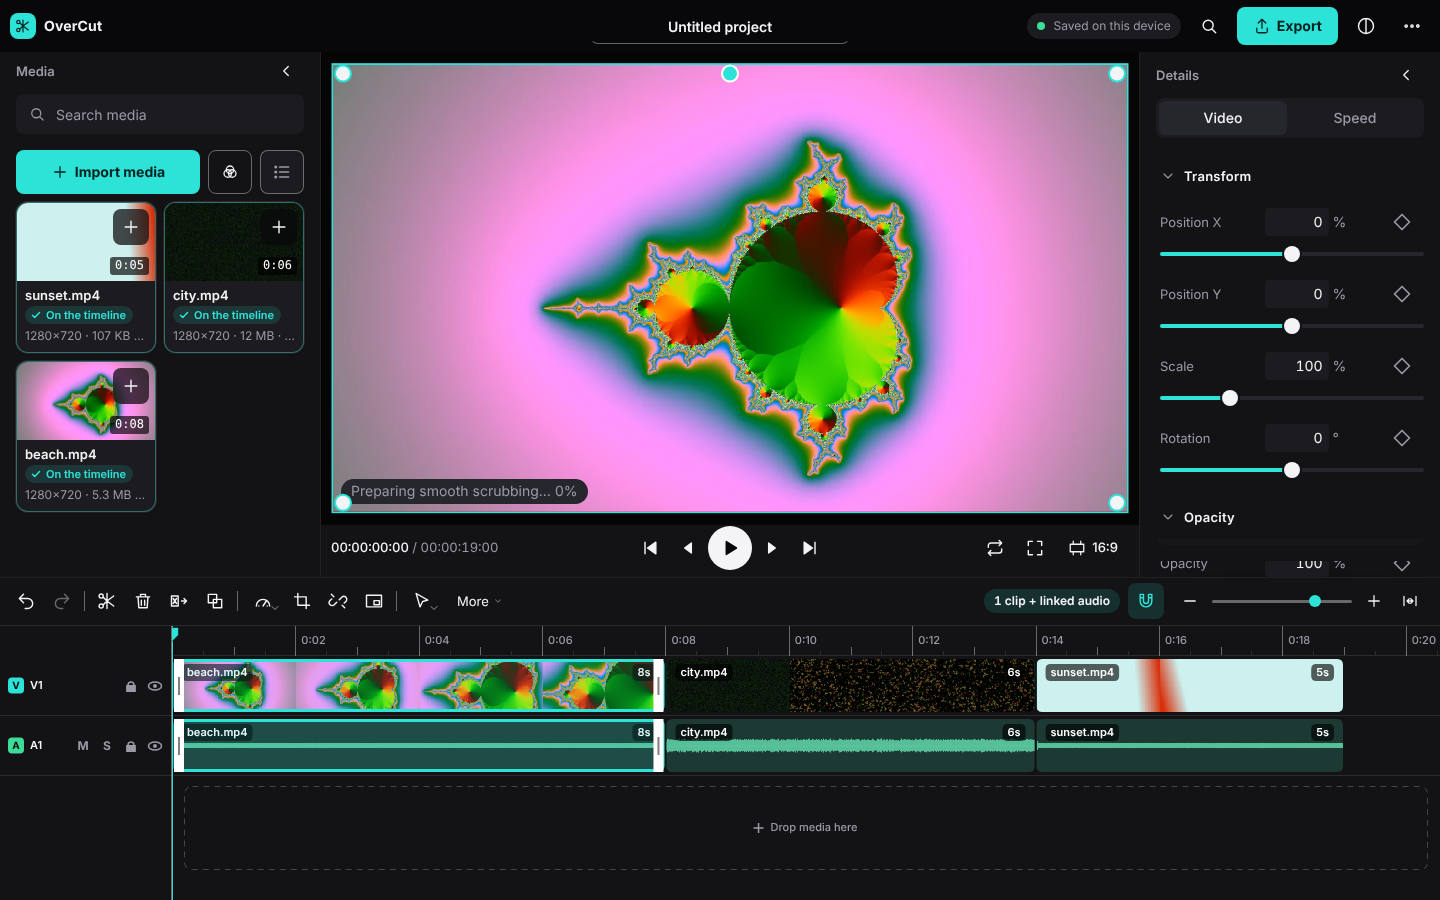 OverCut
Untitled project
Saved on this device
Export
Media
Search media
Import media
0:05
sunset.mp4
On the timeline
1280×720 · 107 KB ...
0:06
city.mp4
On the timeline
1280×720 · 12 MB · ...
0:08
beach.mp4
On the timeline
1280×720 · 5.3 MB ...
Preparing smooth scrubbing... 0%
00:00:00:00 / 00:00:19:00
16:9
Details
Video Speed
Transform
Position X 0 %
Position Y 0 %
Scale 100 %
Rotation 0 °
Opacity
Opacity 100 %
More
1 clip + linked audio
0:02 0:04 0:06 0:08 0:10 0:12 0:14 0:16 0:18 0:20
V V1
beach.mp4 8s city.mp4 6s sunset.mp4 5s
A A1 M S
beach.mp4 8s city.mp4 6s sunset.mp4 5s
Drop media here